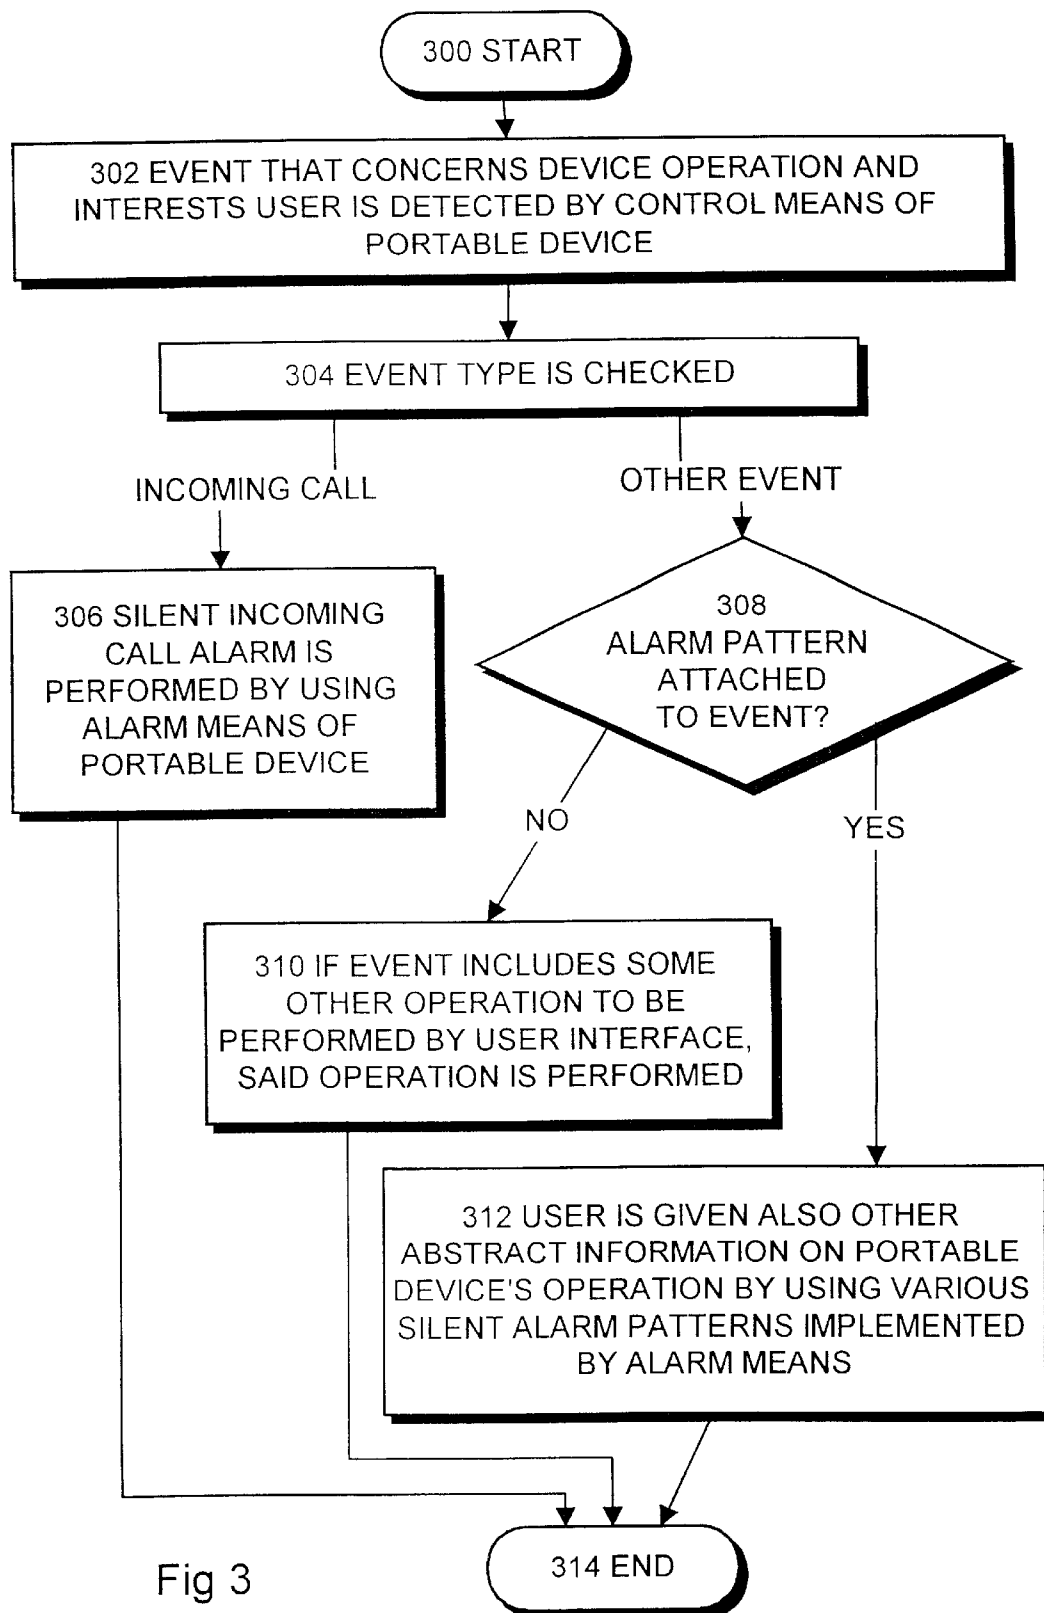 300 START
302 EVENT THAT CONCERNS DEVICE OPERATION AND
INTERESTS USER IS DETECTED BY CONTROL MEANS OF
PORTABLE DEVICE
304 EVENT TYPE IS CHECKED
INCOMING CALL
OTHER EVENT
306 SILENT INCOMING
CALL ALARM IS
PERFORMED BY USING
ALARM MEANS OF
PORTABLE DEVICE
308
ALARM PATTERN
ATTACHED
TO EVENT?
NO
YES
310 IF EVENT INCLUDES SOME
OTHER OPERATION TO BE
PERFORMED BY USER INTERFACE,
SAID OPERATION IS PERFORMED
312 USER IS GIVEN ALSO OTHER
ABSTRACT INFORMATION ON PORTABLE
DEVICE'S OPERATION BY USING VARIOUS
SILENT ALARM PATTERNS IMPLEMENTED
BY ALARM MEANS
314 END
Fig 3